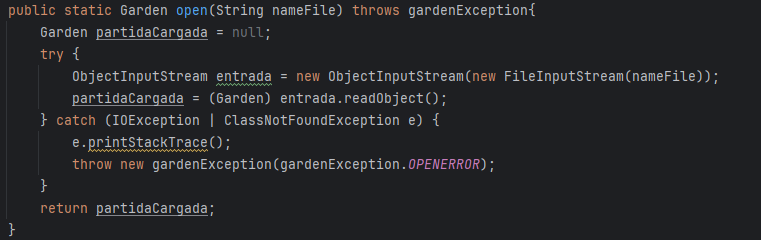 public static Garden open(String nameFile) throws gardenException{
    Garden partidaCargada = null;
    try {
        ObjectInputStream entrada = new ObjectInputStream(new FileInputStream(nameFile));
        partidaCargada = (Garden) entrada.readObject();
    } catch (IOException | ClassNotFoundException e) {
        e.printStackTrace();
        throw new gardenException(gardenException.OPENERROR);
    }
    return partidaCargada;
}